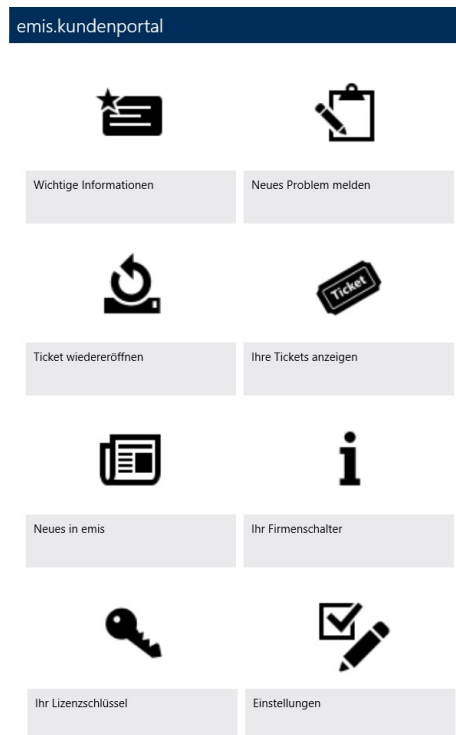 emis.kundenportal
Wichtige Informationen
Neues Problem melden
Ticket
Ticket wiedereröffnen
Ihre Tickets anzeigen
Neues in emis
Ihr Firmenschalter
Ihr Lizenzschlüssel
Einstellungen